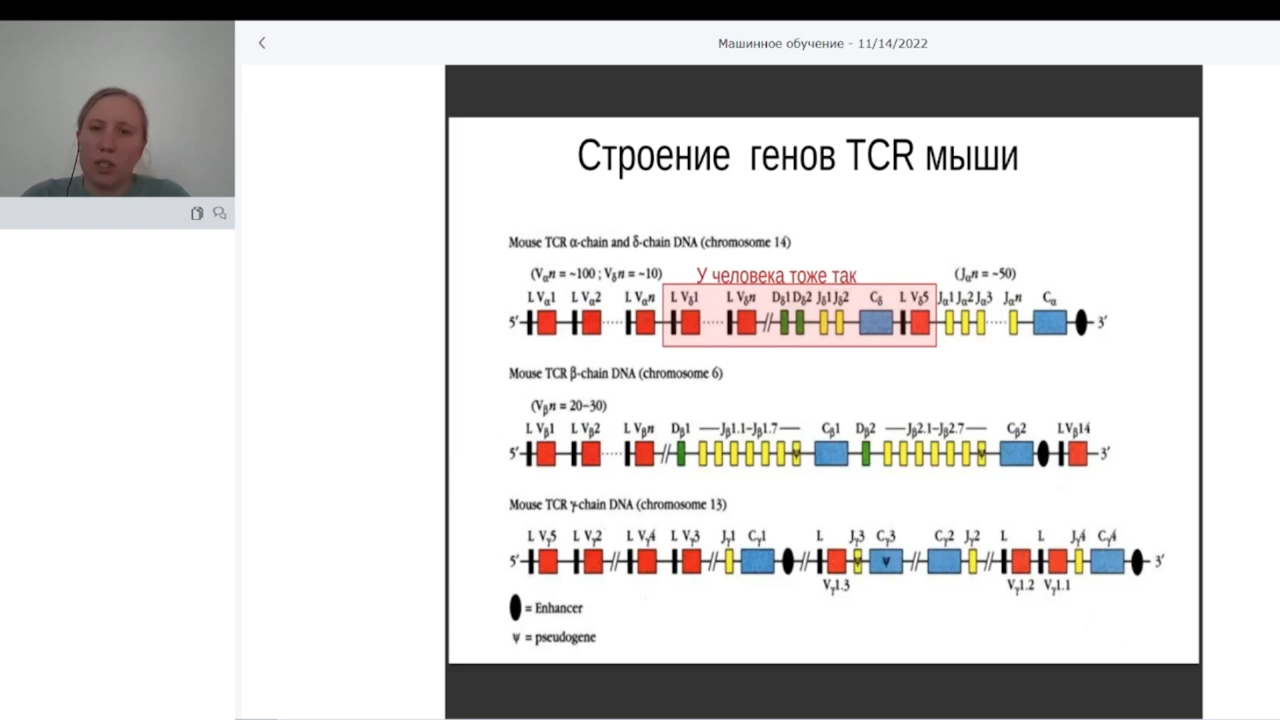 Машинное обучение - 11/14/2022
Строение генов TCR мыши
Mouse TCR α-chain and δ-chain DNA (chromosome 14)
(Vαn = ~100 ; Vδn = ~10) У человека тоже так (Jαn = ~50)
L Vα1 L Vα2 L Vαn L Vδ1 L Vδn Dδ1 Dδ2 Jδ1 Jδ2 Cδ L Vδ5 Jα1 Jα2 Jα3 Jαn Cα
5′ 3′
Mouse TCR β-chain DNA (chromosome 6)
(Vβn = 20–30)
L Vβ1 L Vβ2 L Vβn Dβ1 Jβ1.1–Jβ1.7 Cβ1 Dβ2 Jβ2.1–Jβ2.7 Cβ2 L Vβ14
5′ ψ ψ 3′
Mouse TCR γ-chain DNA (chromosome 13)
L Vγ5 L Vγ2 L Vγ4 L Vγ3 Jγ1 Cγ1 L Jγ3 Cγ3 Cγ2 Jγ2 L L Jγ4 Cγ4
5′ ψ ψ 3′
Vγ1.3 Vγ1.2 Vγ1.1
= Enhancer
ψ = pseudogene